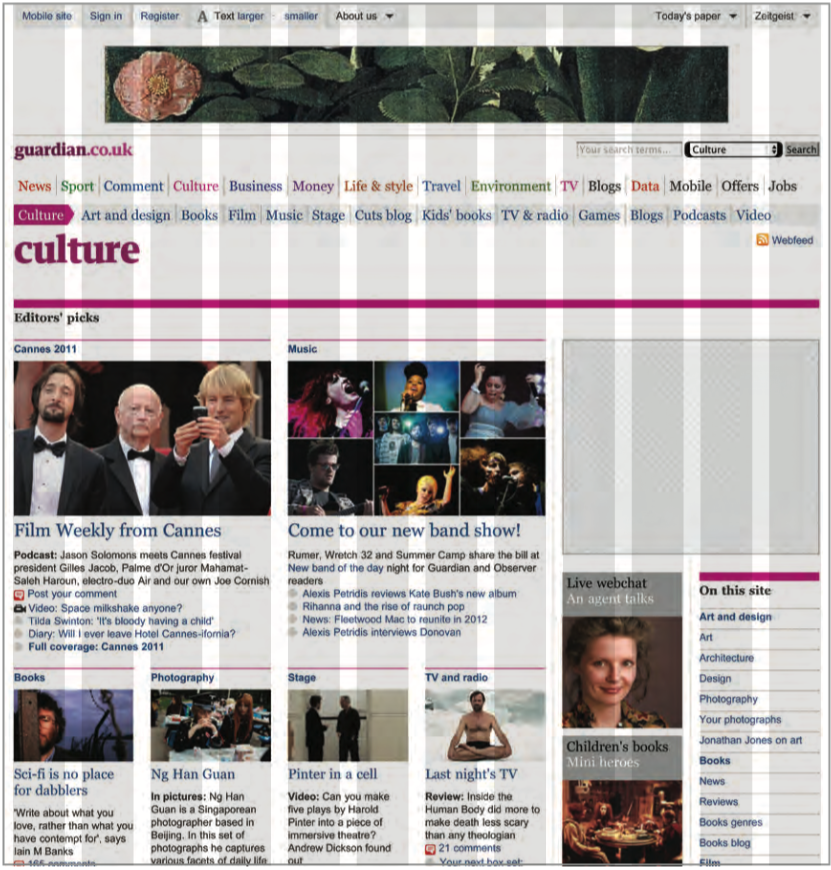 Mobile site Sign in Register A Text larger smaller About us Today's paper Zeitgeist
guardian.co.uk
Your search terms... Culture Search
News Sport Comment Culture Business Money Life & style Travel Environment TV Blogs Data Mobile Offers Jobs
Culture Art and design Books Film Music Stage Cuts blog Kids' books TV & radio Games Blogs Podcasts Video
culture
Webfeed
Editors' picks
Cannes 2011
Film Weekly from Cannes
Podcast: Jason Solomons meets Cannes festival
president Gilles Jacob, Palme d'Or juror Mahamat-
Saleh Haroun, electro-duo Air and our own Joe Cornish
Post your comment
Video: Space milkshake anyone?
Tilda Swinton: 'It's bloody having a child'
Diary: Will I ever leave Hotel Cannes-ifornia?
Full coverage: Cannes 2011
Music
Come to our new band show!
Rumer, Wretch 32 and Summer Camp share the bill at
New band of the day night for Guardian and Observer
readers
Alexis Petridis reviews Kate Bush's new album
Rihanna and the rise of raunch pop
News: Fleetwood Mac to reunite in 2012
Alexis Petridis interviews Donovan
Books
Sci-fi is no place
for dabblers
'Write about what you
love, rather than what you
have contempt for', says
Iain M Banks
165 comments
Photography
Ng Han Guan
In pictures: Ng Han
Guan is a Singaporean
photographer based in
Beijing. In this set of
photographs he captures
various facets of daily life
Stage
Pinter in a cell
Video: Can you make
five plays by Harold
Pinter into a piece of
immersive theatre?
Andrew Dickson found
out
TV and radio
Last night's TV
Review: Inside the
Human Body did more to
make death less scary
than any theologian
21 comments
Your next box set:
Live webchat
An agent talks
Children's books
Mini heroes
On this site
Art and design
Art
Architecture
Design
Photography
Your photographs
Jonathan Jones on art
Books
News
Reviews
Books genres
Books blog
Film